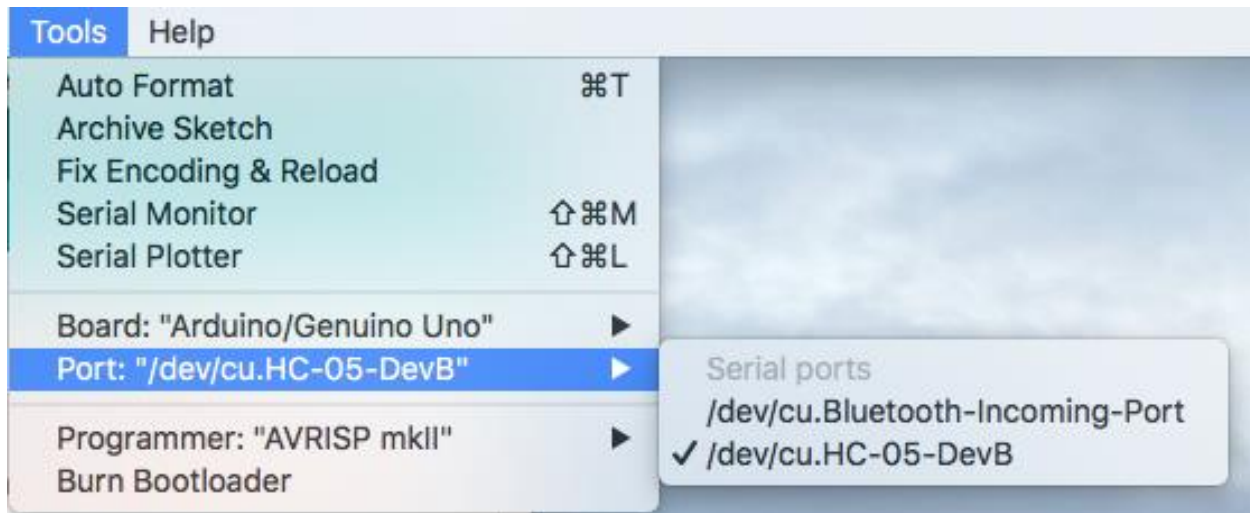 Tools Help
Auto Format ⌘T
Archive Sketch
Fix Encoding & Reload
Serial Monitor ⇧⌘M
Serial Plotter ⇧⌘L
Board: "Arduino/Genuino Uno" ▶
Port: "/dev/cu.HC-05-DevB" ▶
Programmer: "AVRISP mkII" ▶
Burn Bootloader
Serial ports
/dev/cu.Bluetooth-Incoming-Port
✓ /dev/cu.HC-05-DevB